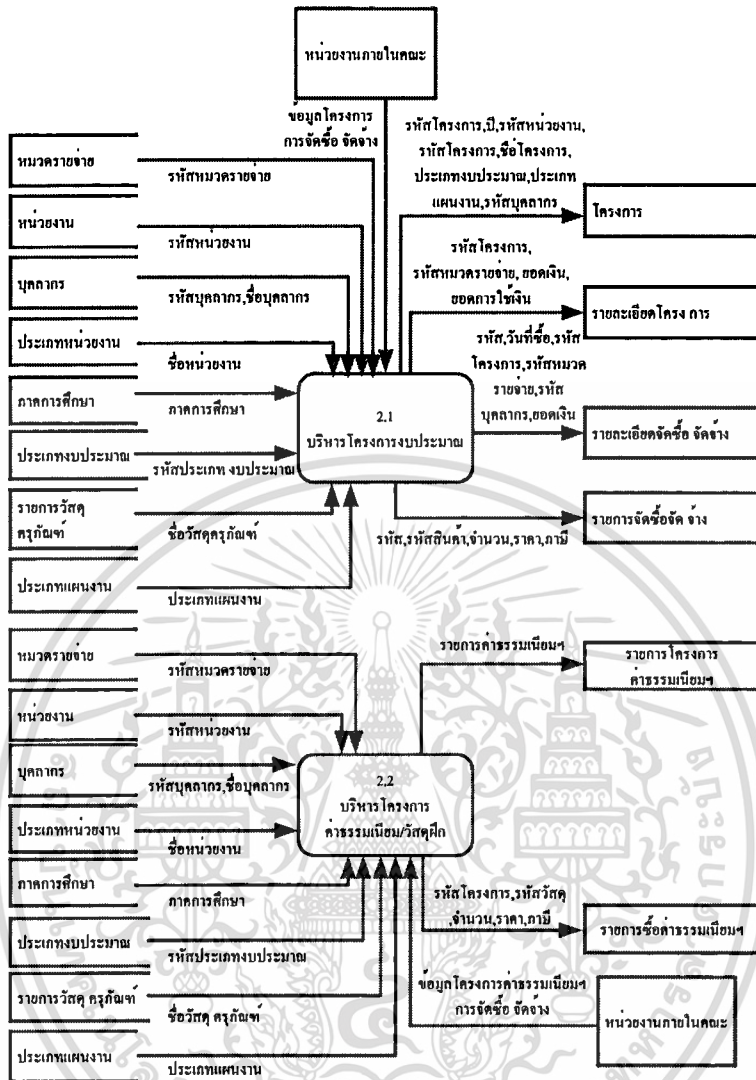 หน่วยงานภายในคณะ
ข้อมูลโครงการ
การจัดซื้อ จัดจ้าง
หมวดรายจ่าย
รหัสหมวดรายจ่าย
หน่วยงาน
รหัสหน่วยงาน
บุคลากร
รหัสบุคลากร,ชื่อบุคลากร
ประเภทหน่วยงาน
ชื่อหน่วยงาน
ภาคการศึกษา
ภาคการศึกษา
ประเภทงบประมาณ
รหัสประเภท งบประมาณ
รายการวัสดุ
ครุภัณฑ์
ชื่อวัสดุครุภัณฑ์
ประเภทแผนงาน
ประเภทแผนงาน
2.1
บริหารโครงการงบประมาณ
รหัสโครงการ,ปี,รหัสหน่วยงาน,
รหัสโครงการ,ชื่อโครงการ,
ประเภทงบประมาณ,ประเภท
แผนงาน,รหัสบุคลากร
โครงการ
รหัสโครงการ,
รหัสหมวดรายจ่าย, ยอดเงิน,
ยอดการใช้เงิน
รายละเอียดโครง การ
รหัส,วันที่ซื้อ,รหัส
โครงการ,รหัสหมวด
รายจ่าย,รหัส
บุคลากร,ยอดเงิน
รายละเอียดจัดซื้อ จัดจ้าง
รหัส,รหัสสินค้า,จำนวน,ราคา,ภาษี
รายการจัดซื้อจัด จ้าง
หมวดรายจ่าย
รหัสหมวดรายจ่าย
หน่วยงาน
รหัสหน่วยงาน
บุคลากร
รหัสบุคลากร,ชื่อบุคลากร
ประเภทหน่วยงาน
ชื่อหน่วยงาน
ภาคการศึกษา
ภาคการศึกษา
ประเภทงบประมาณ
รหัสประเภทงบประมาณ
รายการวัสดุ ครุภัณฑ์
ชื่อวัสดุ ครุภัณฑ์
ประเภทแผนงาน
ประเภทแผนงาน
2.2
บริหารโครงการ
ค่าธรรมเนียม/วัสดุฝึก
รายการค่าธรรมเนียมฯ
รายการโครงการ
ค่าธรรมเนียมฯ
รหัสโครงการ,รหัสวัสดุ
,จำนวน,ราคา,ภาษี
รายการซื้อค่าธรรมเนียมฯ
ข้อมูลโครงการค่าธรรมเนียมฯ
การจัดซื้อ จัดจ้าง
หน่วยงานภายในคณะ